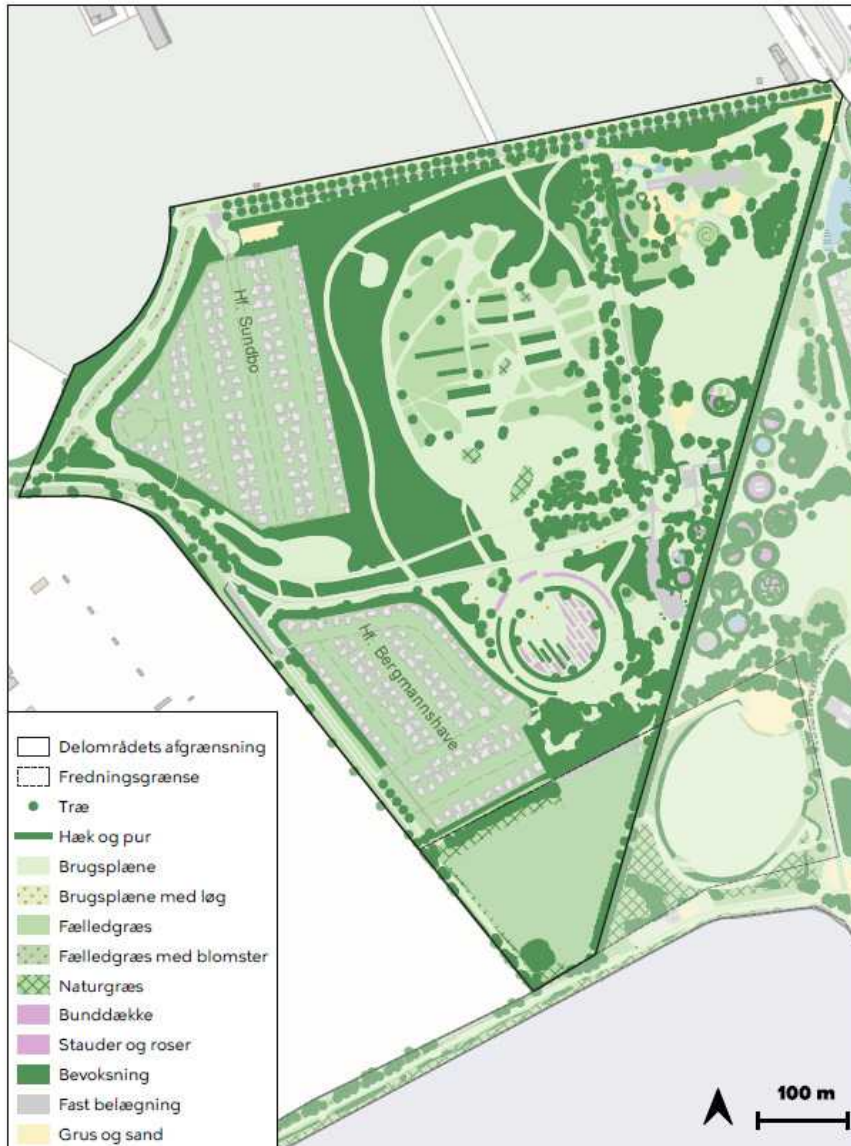 Hf. Sundbo
Hf. Bergmannshave
Delområdets afgrænsning
Fredningsgrænse
Træ
Hæk og pur
Brugsplæne
Brugsplæne med løg
Fælledgræs
Fælledgræs med blomster
Naturgræs
Bunddække
Stauder og roser
Bevoksning
Fast belægning
Grus og sand
100 m